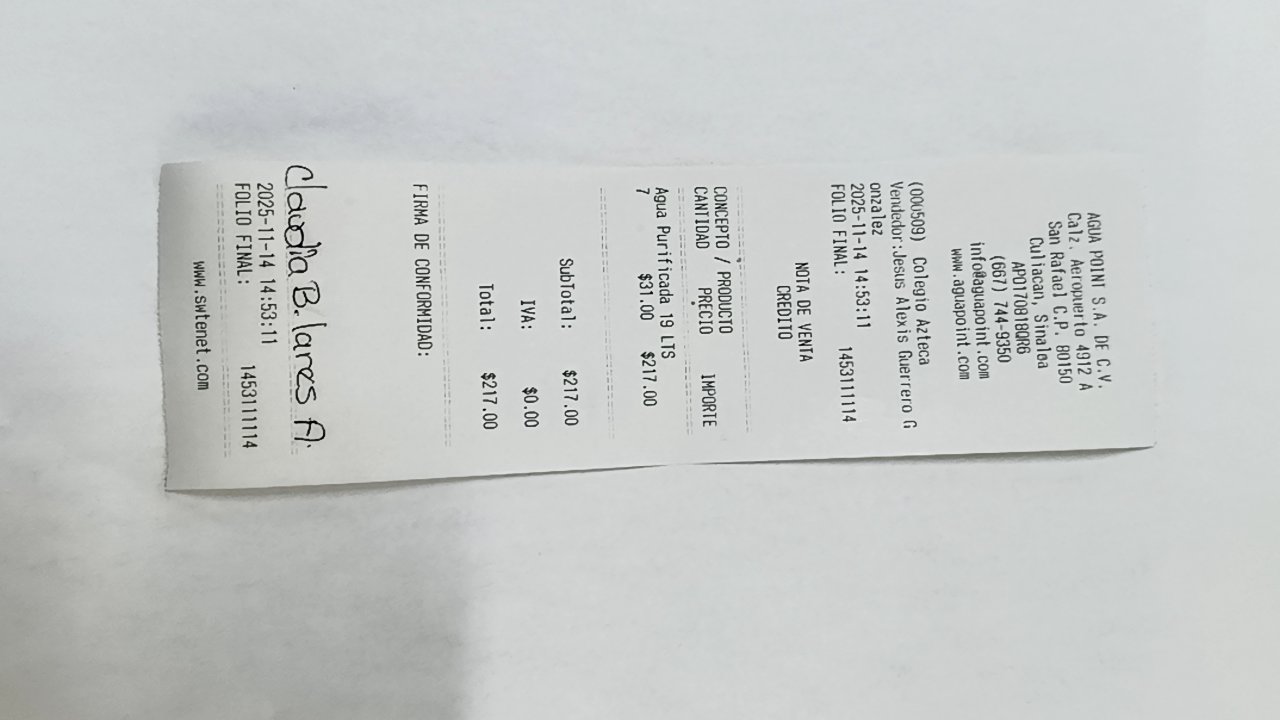 AGUA POINT S.A. DE C.V.
Calz. Aeropuerto 4912 A
San Rafael C.P. 80150
Culiacan, Sinaloa
APO170818QR6
(667) 744-9350
info@aguapoint.com
www.aguapoint.com
(000509) Colegio Azteca
Vendedor:Jesus Alexis Guerrero G
onzalez
2025-11-14 14:53:11
FOLIO FINAL: 1453111114
NOTA DE VENTA
CREDITO
CONCEPTO / PRODUCTO
CANTIDAD PRECIO IMPORTE
Agua Purificada 19 LTS
7 $31.00 $217.00
SubTotal: $217.00
IVA: $0.00
Total: $217.00
FIRMA DE CONFORMIDAD:
Claudia B. lares A.
2025-11-14 14:53:11
FOLIO FINAL: 1453111114
www.swtenet.com